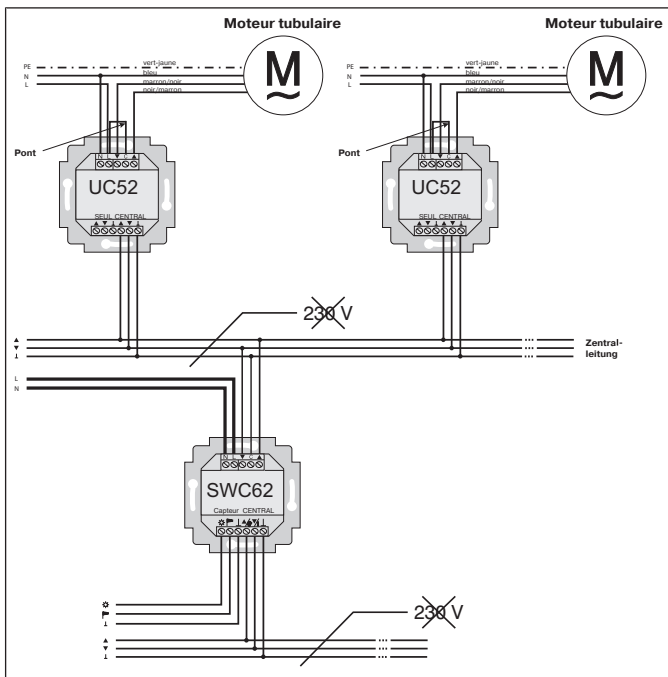 Moteur tubulaire
Moteur tubulaire
PE
vert-jaune
N
bleu
L
marron/noir
noir/marron
M
PE
vert-jaune
N
bleu
L
marron/noir
noir/marron
M
Pont
Pont
N L ▼ C ▲
N L ▼ C ▲
UC52
UC52
SEUL CENTRAL
SEUL CENTRAL
▲ ▼ ⊥ ▲ ▼ ⊥
▲ ▼ ⊥ ▲ ▼ ⊥
230 V
▲
▼
⊥
Zentral-
leitung
L
N
N L ▼ C ▲
SWC62
Capteur CENTRAL
230 V
⊥
▲
▼
⊥